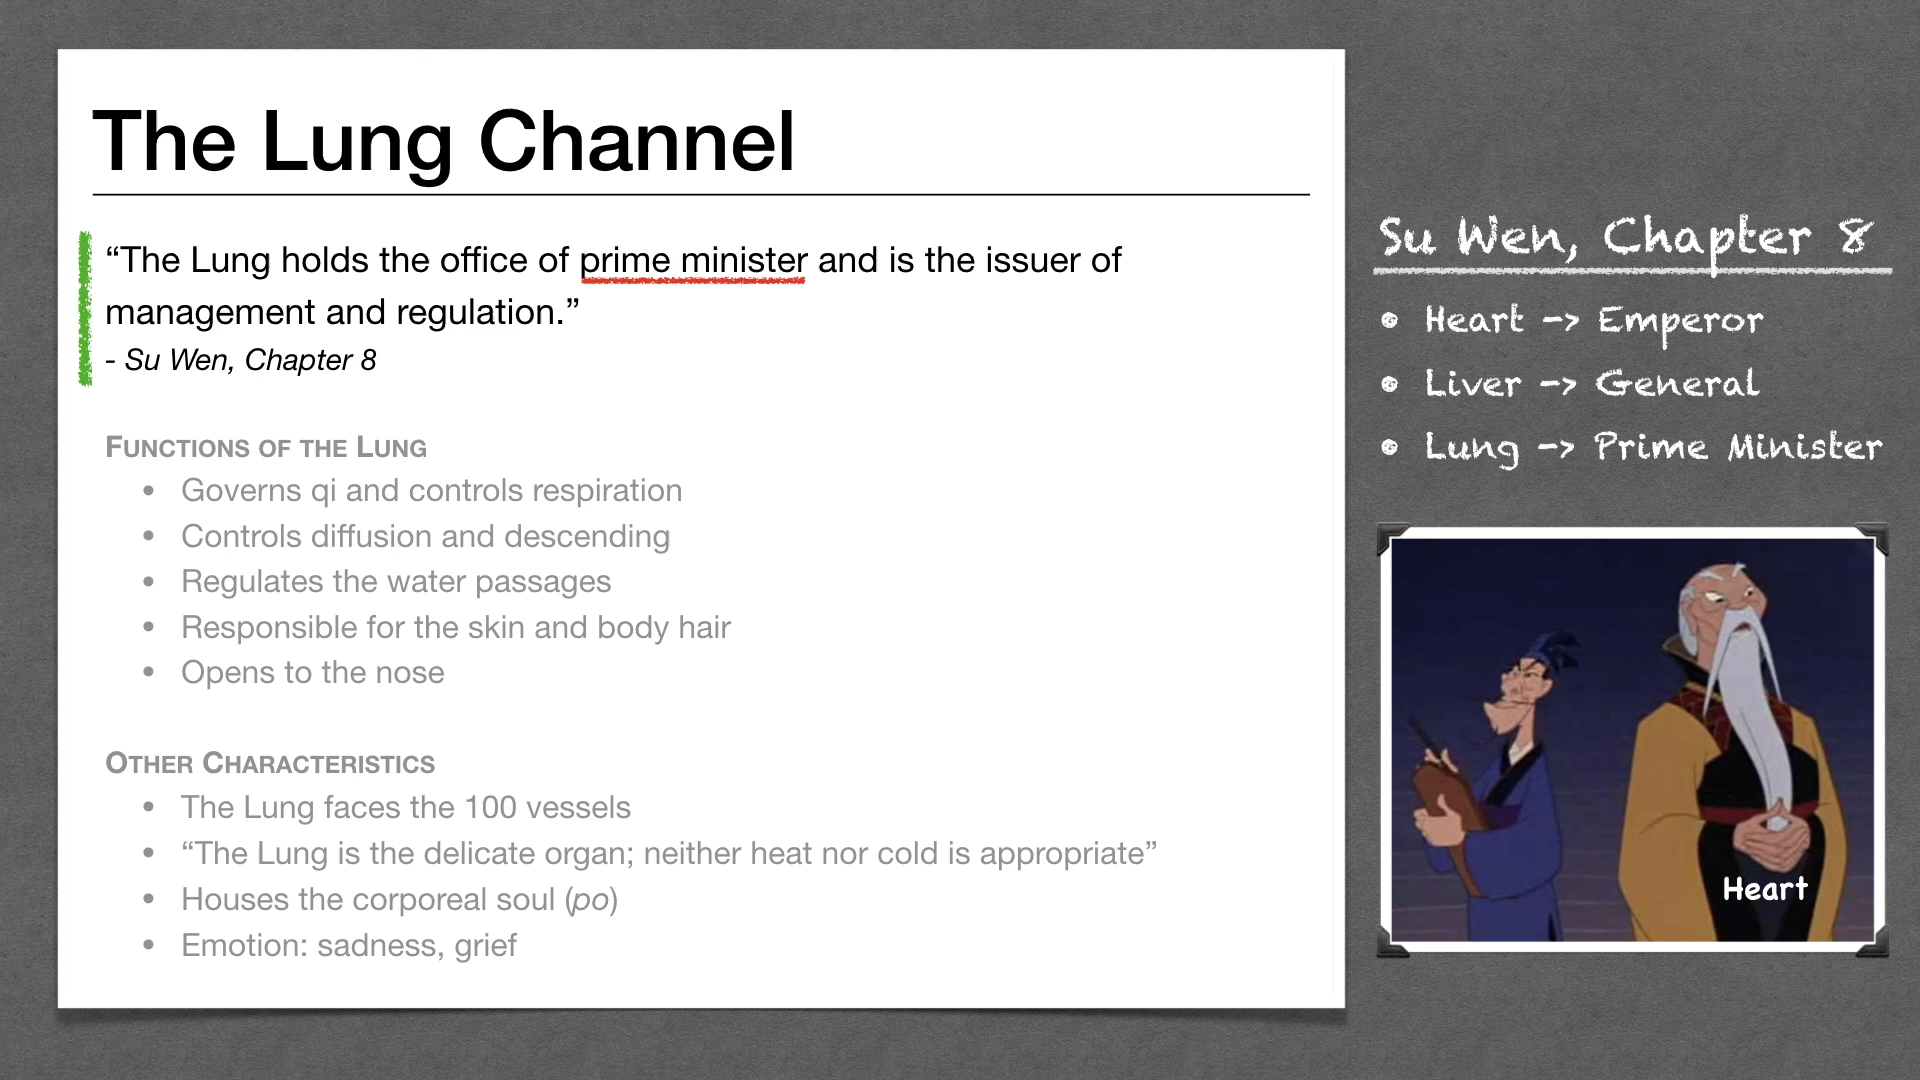 The Lung Channel
“The Lung holds the office of prime minister and is the issuer of
management and regulation.”
- Su Wen, Chapter 8
FUNCTIONS OF THE LUNG
• Governs qi and controls respiration
• Controls diffusion and descending
• Regulates the water passages
• Responsible for the skin and body hair
• Opens to the nose
OTHER CHARACTERISTICS
• The Lung faces the 100 vessels
• “The Lung is the delicate organ; neither heat nor cold is appropriate”
• Houses the corporeal soul (po)
• Emotion: sadness, grief
Su Wen, Chapter 8
• Heart -> Emperor
• Liver -> General
• Lung -> Prime Minister
Heart